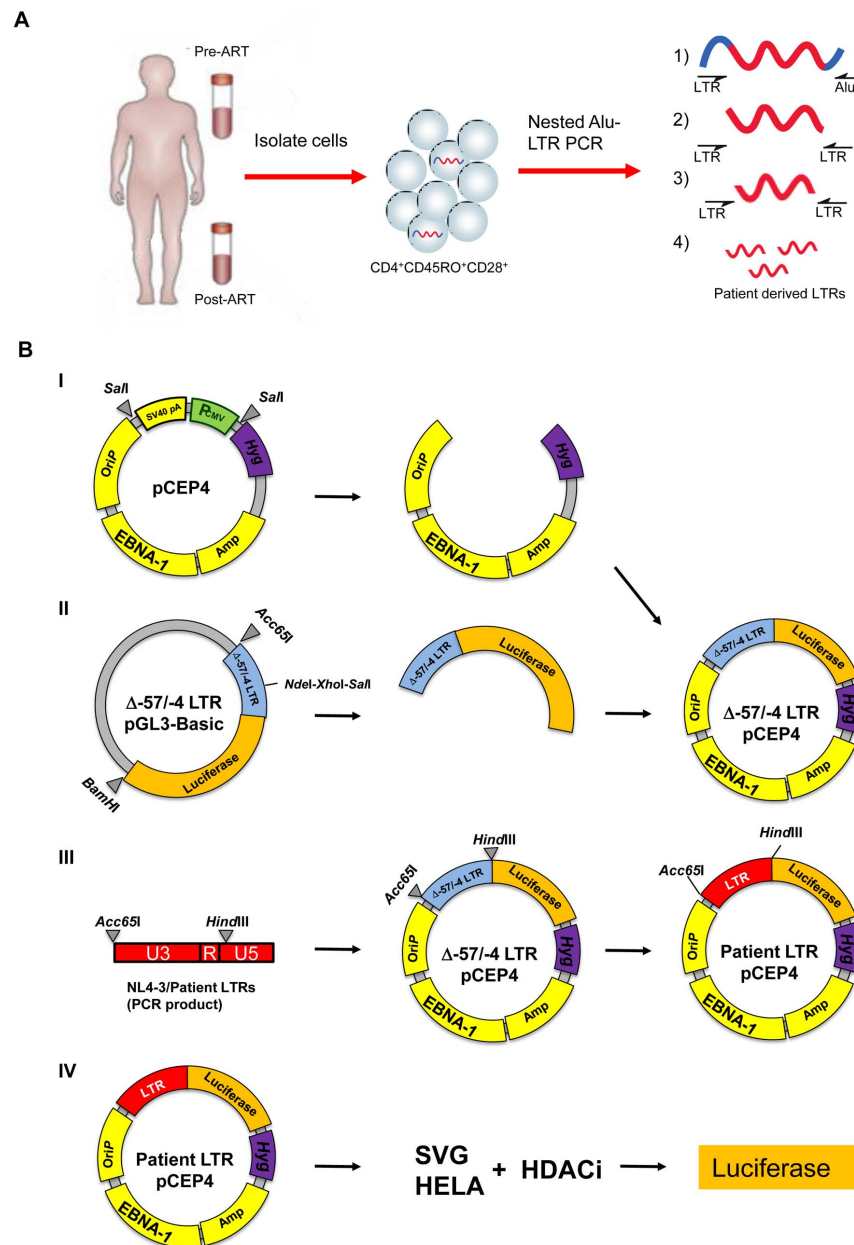 A
Pre-ART
Post-ART
Isolate cells
CD4⁺CD45RO⁺CD28⁺
Nested Alu-
LTR PCR
1)
LTR
Alu
2)
LTR
LTR
3)
LTR
LTR
4)
Patient derived LTRs
B
I
SalI
SV40 pA
PCMV
SalI
Hyg
OriP
pCEP4
EBNA-1
Amp
Hyg
OriP
EBNA-1
Amp
II
Acc65I
Δ-57/-4 LTR
NdeI-XhoI-SalI
Δ-57/-4 LTR
pGL3-Basic
Luciferase
BamHI
Δ-57/-4 LTR
Luciferase
Δ-57/-4 LTR
Luciferase
OriP
Hyg
Δ-57/-4 LTR
pCEP4
EBNA-1
Amp
III
Acc65I
HindIII
U3
R
U5
NL4-3/Patient LTRs
(PCR product)
HindIII
Acc65I
Δ-57/-4 LTR
Luciferase
OriP
Hyg
Δ-57/-4 LTR
pCEP4
EBNA-1
Amp
HindIII
Acc65I
LTR
Luciferase
OriP
Hyg
Patient LTR
pCEP4
EBNA-1
Amp
IV
LTR
Luciferase
OriP
Hyg
Patient LTR
pCEP4
EBNA-1
Amp
SVG
HELA
+ HDACi
Luciferase